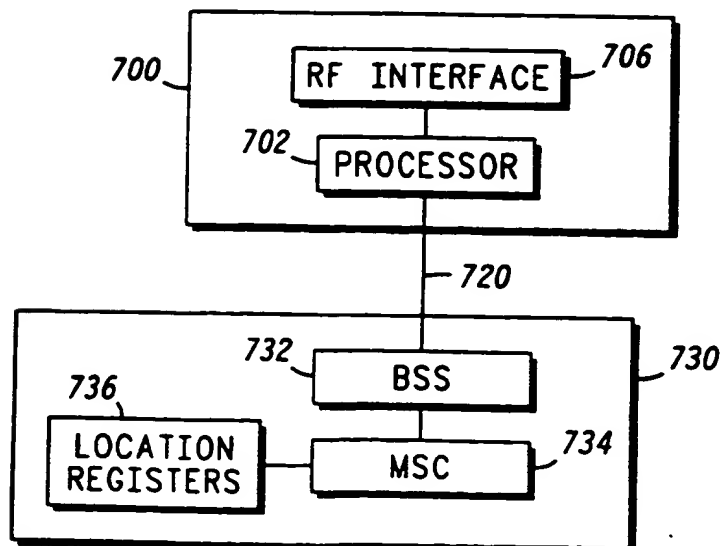 700
RF INTERFACE
706
702
PROCESSOR
720
732
BSS
730
736
LOCATION
REGISTERS
MSC
734